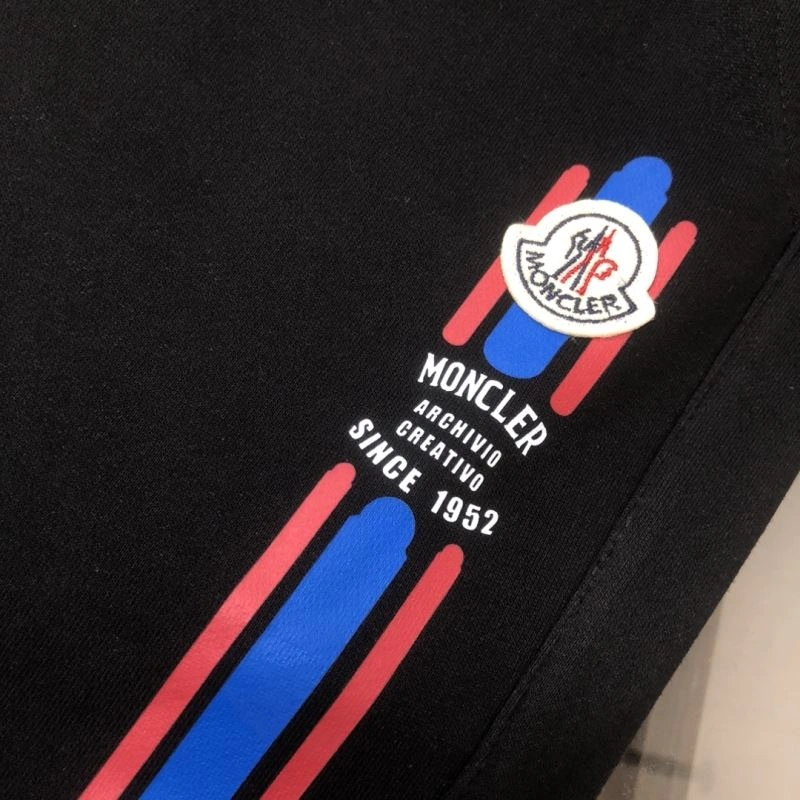 MONCLER
MONCLER
ARCHIVIO
CREATIVO
SINCE 1952